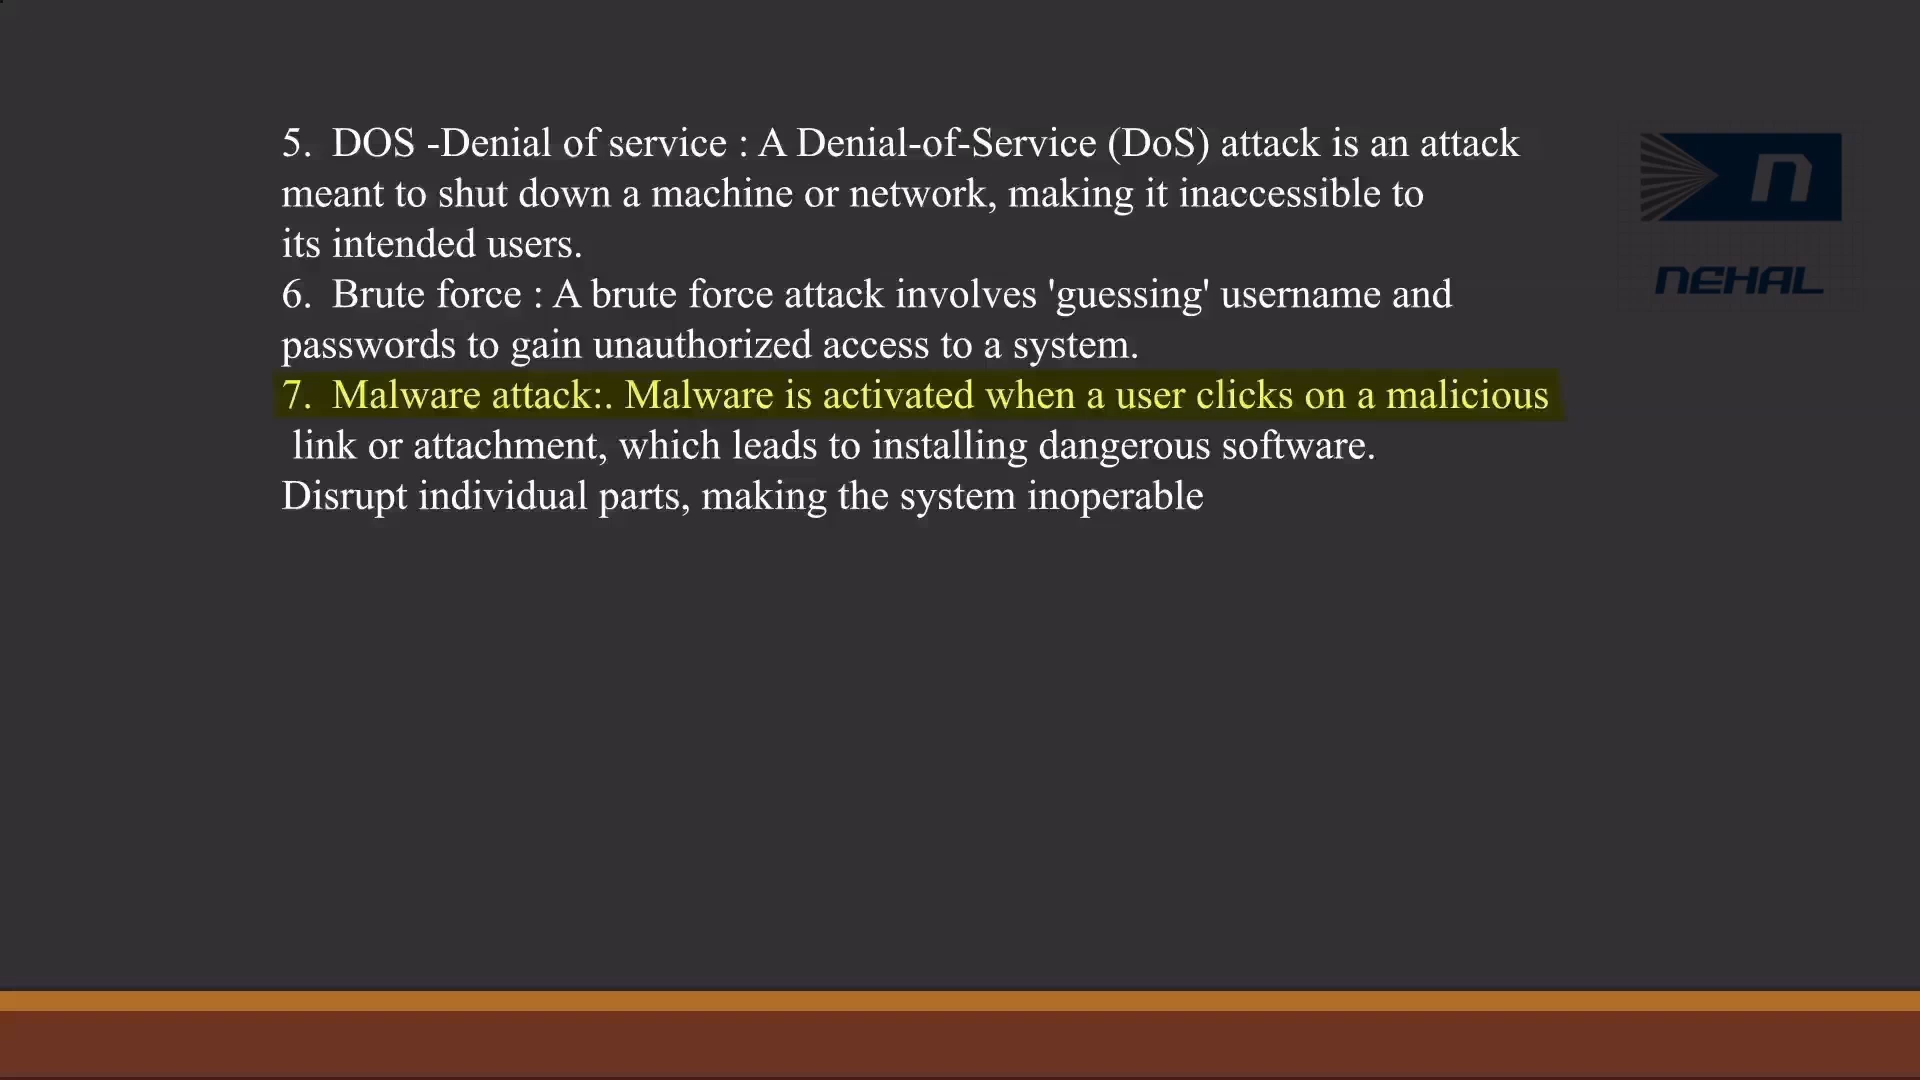 5. DOS -Denial of service : A Denial-of-Service (DoS) attack is an attack
meant to shut down a machine or network, making it inaccessible to
its intended users.
6. Brute force : A brute force attack involves 'guessing' username and
passwords to gain unauthorized access to a system.
7. Malware attack:. Malware is activated when a user clicks on a malicious
link or attachment, which leads to installing dangerous software.
Disrupt individual parts, making the system inoperable
n
NEHAL